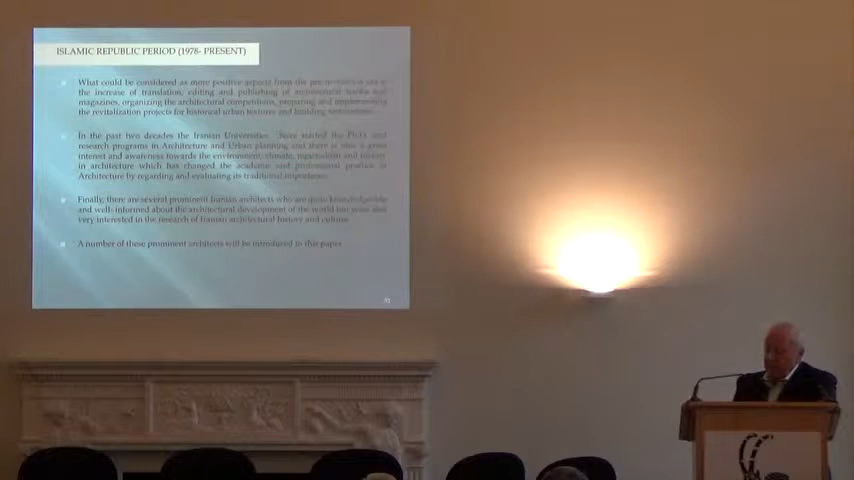 ISLAMIC REPUBLIC PERIOD (1978- PRESENT)
What could be considered as more positive aspects from the pre-revolution era is
the increase of translation, editing and publishing of architectural books and
magazines, organizing the architectural competitions, preparing and implementing
the revitalization projects for historical urban textures and building
In the past two decades the Iranian Universities have started the Ph.D. and
research programs in Architecture and Urban planning and there is also a great
interest and awareness towards the environment, climate, regionalism and history
in architecture which has changed the academic and professional practice of
Architecture by regarding and evaluating its traditional importance.
Finally, there are several prominent Iranian architects who are quite knowledgeable
and well- informed about the architectural development of the world but were also
very interested in the research of Iranian architectural history and culture.
A number of these prominent architects will be introduced in this paper.